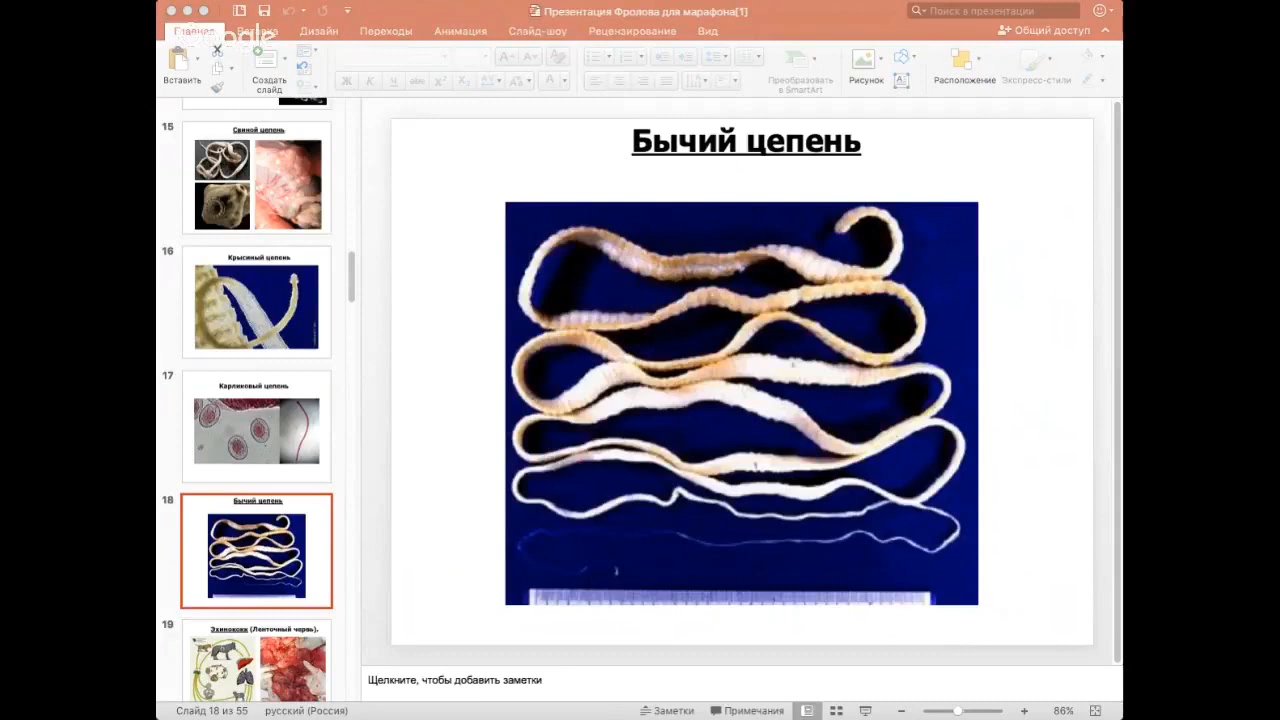 Презентация Фролова для марафона[1]
Поиск в презентации
Главная
Вставка
Дизайн
Переходы
Анимация
Слайд-шоу
Рецензирование
Вид
Общий доступ
Google
Вставить
Создать
слайд
Преобразовать
в SmartArt
Рисунок
Расположение
Экспресс-стили
15
Свиной цепень
16
Крысиный цепень
17
Карликовый цепень
18
Бычий цепень
19
Эхинококк (Ленточный червь),
Бычий цепень
Щелкните, чтобы добавить заметки
Слайд 18 из 55
русский (Россия)
Заметки
Примечания
86%